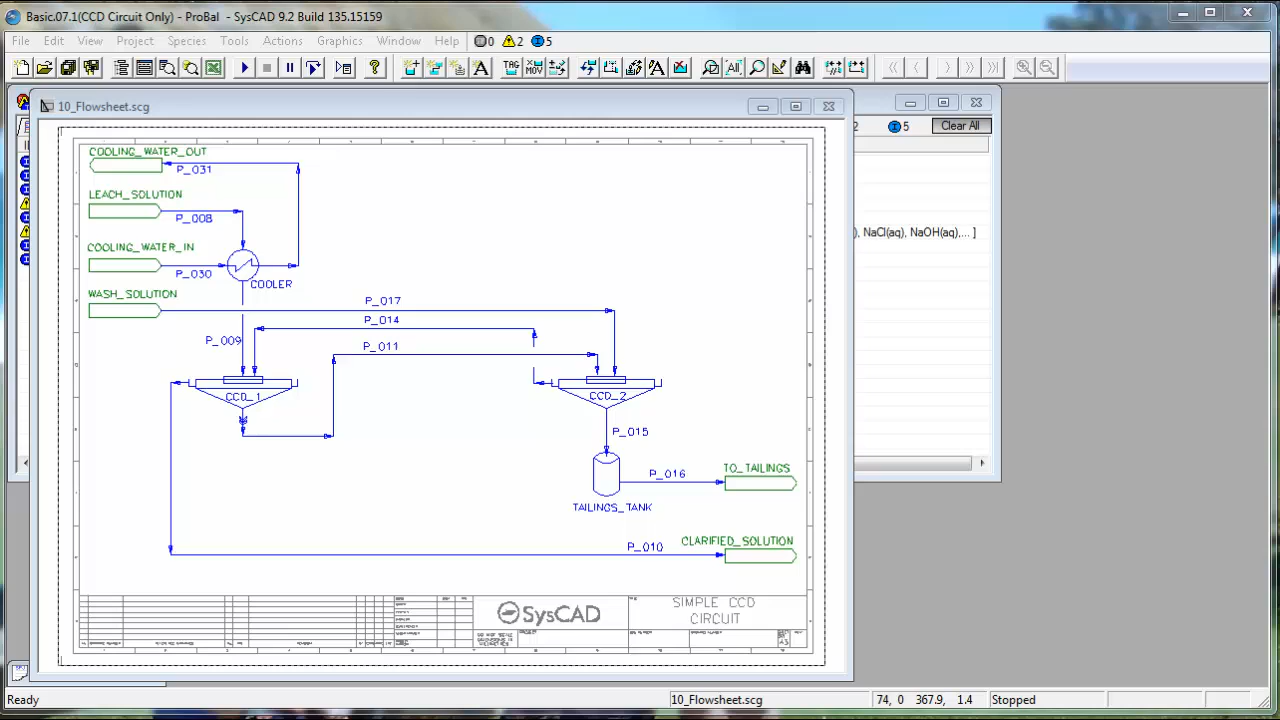 Basic.07.1(CCD Circuit Only) - ProBal - SysCAD 9.2 Build 135.15159
File Edit View Project Species Tools Actions Graphics Window Help 0 2 5
TAG
MOV
10_Flowsheet.scg
2 5 Clear All
), NaCl(aq), NaOH(aq),... ]
COOLING_WATER_OUT
P_031
LEACH_SOLUTION
P_008
COOLING_WATER_IN
P_030
COOLER
WASH_SOLUTION
P_017
P_014
P_009
P_011
CCD_1
CCD_2
P_015
P_016
TO_TAILINGS
TAILINGS_TANK
CLARIFIED_SOLUTION
P_010
SysCAD
SIMPLE CCD
CIRCUIT
Ready
10_Flowsheet.scg
74, 0 367.9, 1.4
Stopped